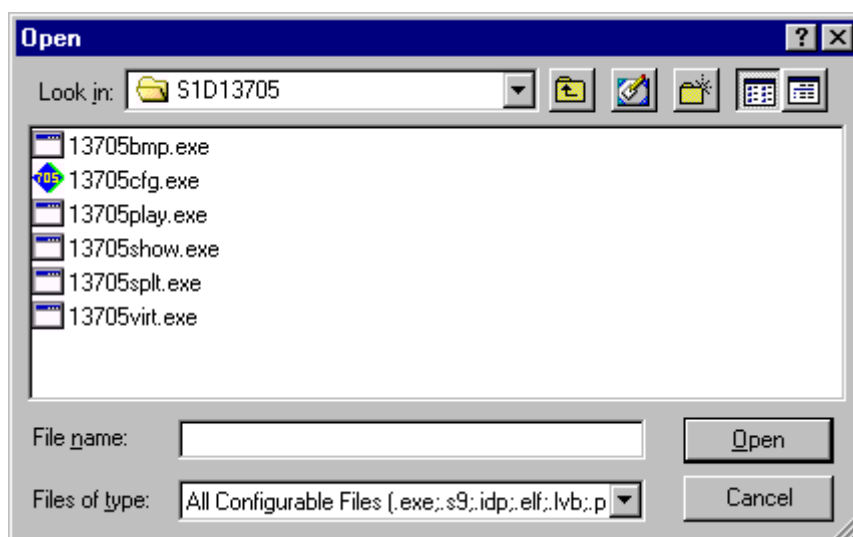 Open
Look in: S1D13705
13705bmp.exe
705 13705cfg.exe
13705play.exe
13705show.exe
13705splt.exe
13705virt.exe
File name: Open
Files of type: All Configurable Files (.exe;.s9;.idp;.elf;.lvb;.p Cancel